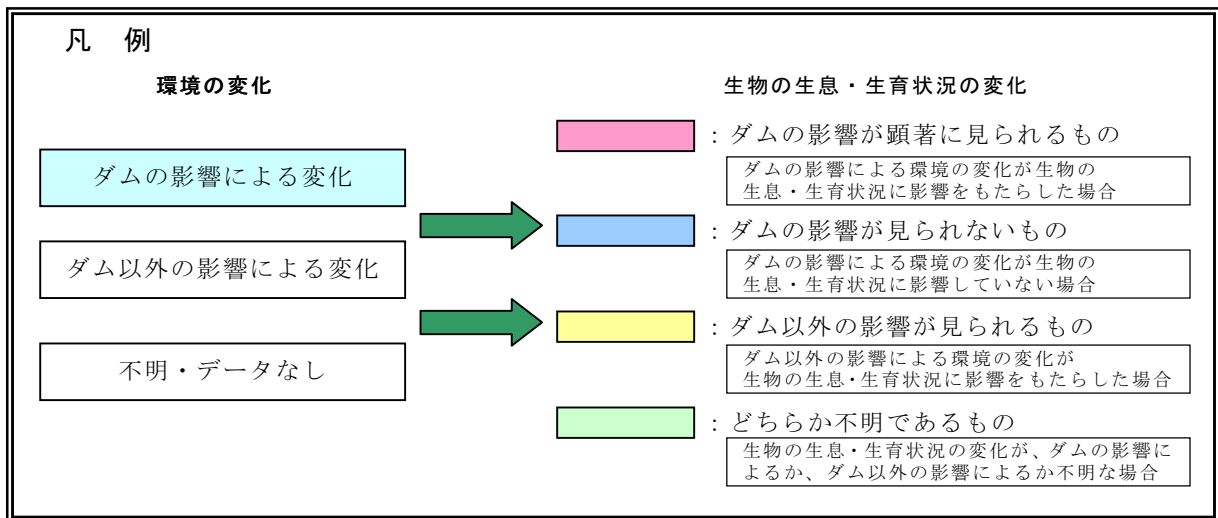 凡 例
環境の変化
ダムの影響による変化
ダム以外の影響による変化
不明・データなし
生物の生息・生育状況の変化
：ダムの影響が顕著に見られるもの
ダムの影響による環境の変化が生物の
生息・生育状況に影響をもたらした場合
：ダムの影響が見られないもの
ダムの影響による環境の変化が生物の
生息・生育状況に影響していない場合
：ダム以外の影響が見られるもの
ダム以外の影響による環境の変化が
生物の生息・生育状況に影響をもたらした場合
：どちらか不明であるもの
生物の生息・生育状況の変化が、ダムの影響に
よるか、ダム以外の影響によるか不明な場合